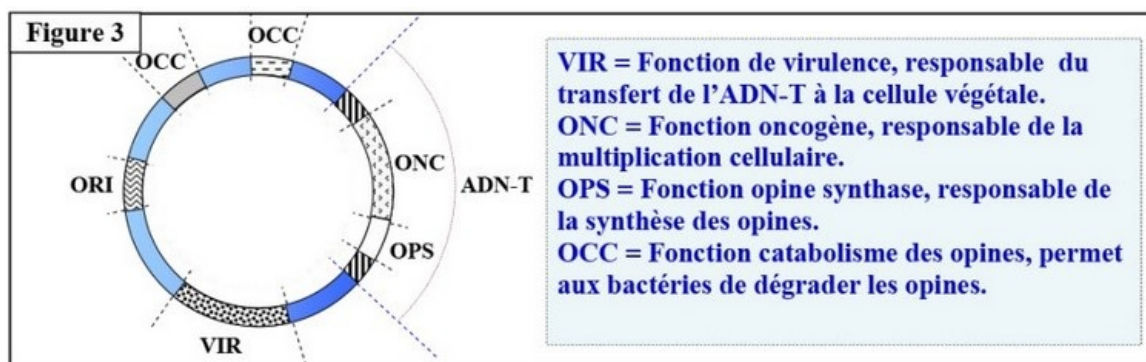 Figure 3
OCC
OCC
ONC
ADN-T
ORI
OPS
VIR
VIR = Fonction de virulence, responsable du
transfert de l'ADN-T à la cellule végétale.
ONC = Fonction oncogène, responsable de la
multiplication cellulaire.
OPS = Fonction opine synthase, responsable de
la synthèse des opines.
OCC = Fonction catabolisme des opines, permet
aux bactéries de dégrader les opines.